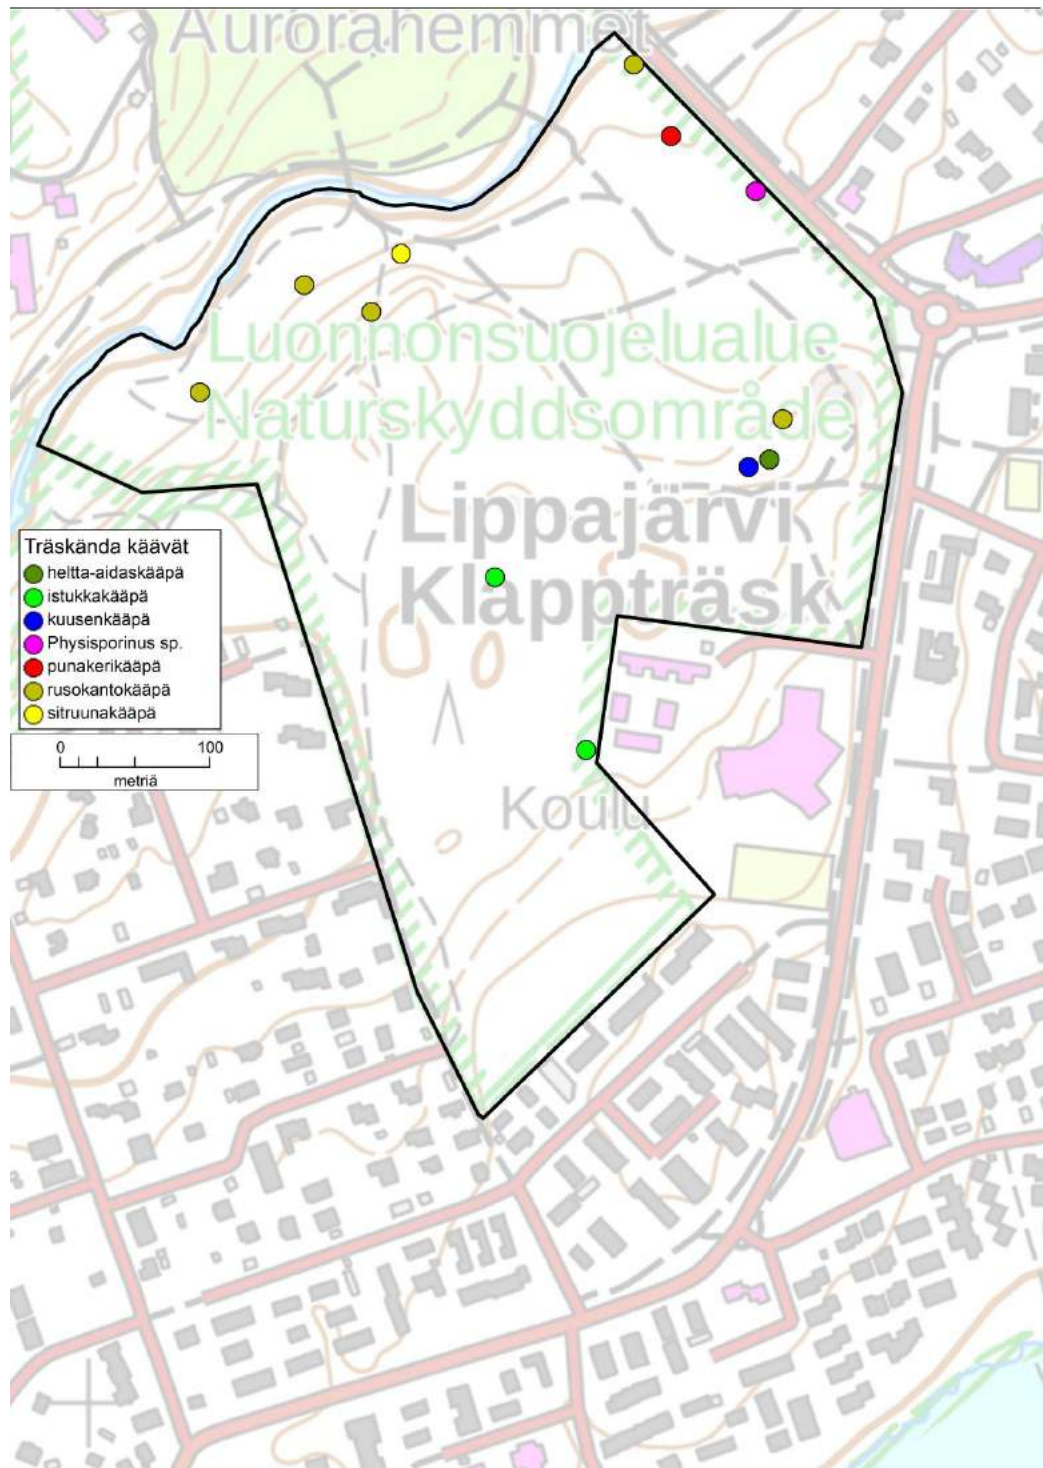 Aurorahemmet
Luonnonsuojelualue
Naturskyddsområde
Lippajärvi
Klappträsk
Träskända käävät
heltta-aidaskääpä
istukkakääpä
kuusenkääpä
Physisporinus sp.
punakerikääpä
rusokantokääpä
sitruunakääpä
0 100
metriä
Koulu